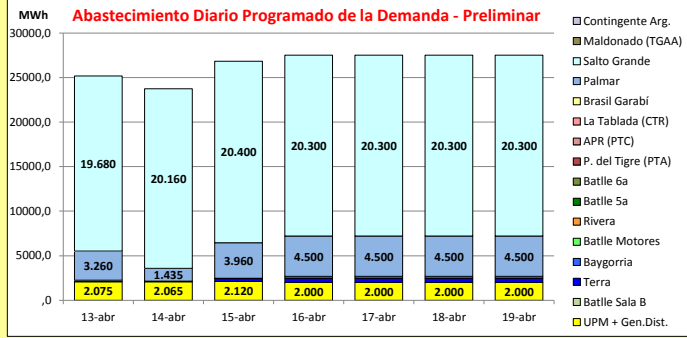 MWh
Abastecimiento Diario Programado de la Demanda - Preliminar
30000,0
25000,0
20000,0
15000,0
10000,0
5000,0
,0
19.680
20.160
20.400
20.300
20.300
20.300
20.300
3.260
1.435
3.960
4.500
4.500
4.500
4.500
2.075
2.065
2.120
2.000
2.000
2.000
2.000
13-abr
14-abr
15-abr
16-abr
17-abr
18-abr
19-abr
Contingente Arg.
Maldonado (TGAA)
Salto Grande
Palmar
Brasil Garabí
La Tablada (CTR)
APR (PTC)
P. del Tigre (PTA)
Batlle 6a
Batlle 5a
Rivera
Batlle Motores
Baygorria
Terra
Batlle Sala B
UPM + Gen.Dist.